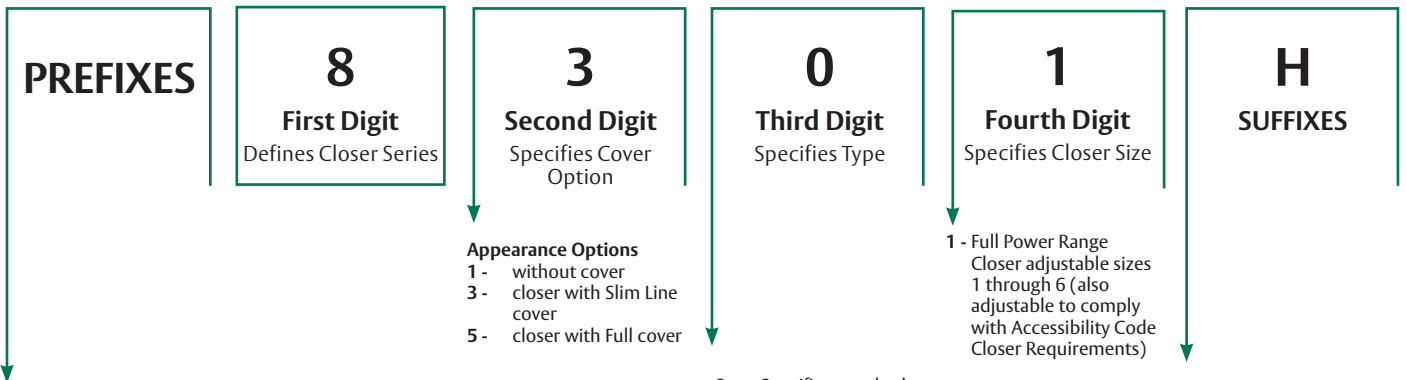 PREFIXES
8
First Digit
Defines Closer Series
3
Second Digit
Specifies Cover
Option
0
Third Digit
Specifies Type
1
Fourth Digit
Specifies Closer Size
H
SUFFIXES
Appearance Options
1 - without cover
3 - closer with Slim Line
cover
5 - closer with Full cover
1 - Full Power Range
Closer adjustable sizes
1 through 6 (also
adjustable to comply
with Accessibility Code
Closer Requirements)